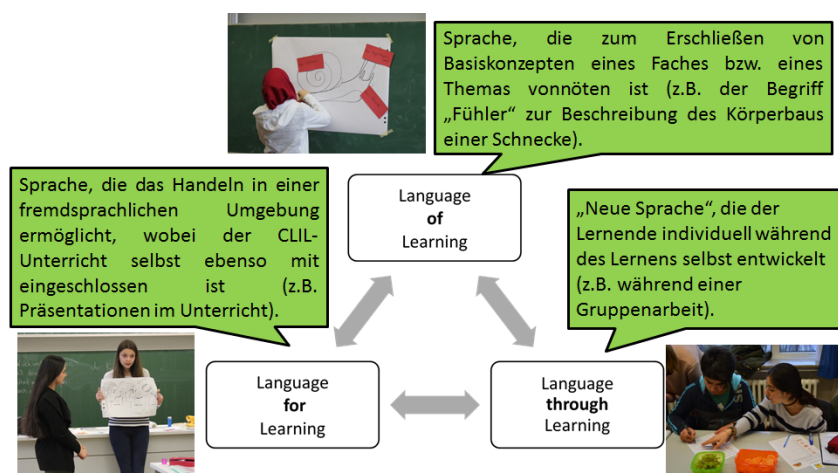 Sprache, die zum Erschließen von
Basiskonzepten eines Faches bzw. eines
Themas vonnöten ist (z.B. der Begriff
„Fühler“ zur Beschreibung des Körperbaus
einer Schnecke).
Sprache, die das Handeln in einer
fremdsprachlichen Umgebung
ermöglicht, wobei der CLIL-
Unterricht selbst ebenso mit
eingeschlossen ist (z.B.
Präsentationen im Unterricht).
Language
of
Learning
„Neue Sprache“, die der
Lernende individuell während
des Lernens selbst entwickelt
(z.B. während einer
Gruppenarbeit).
Language
for
Learning
Language
through
Learning